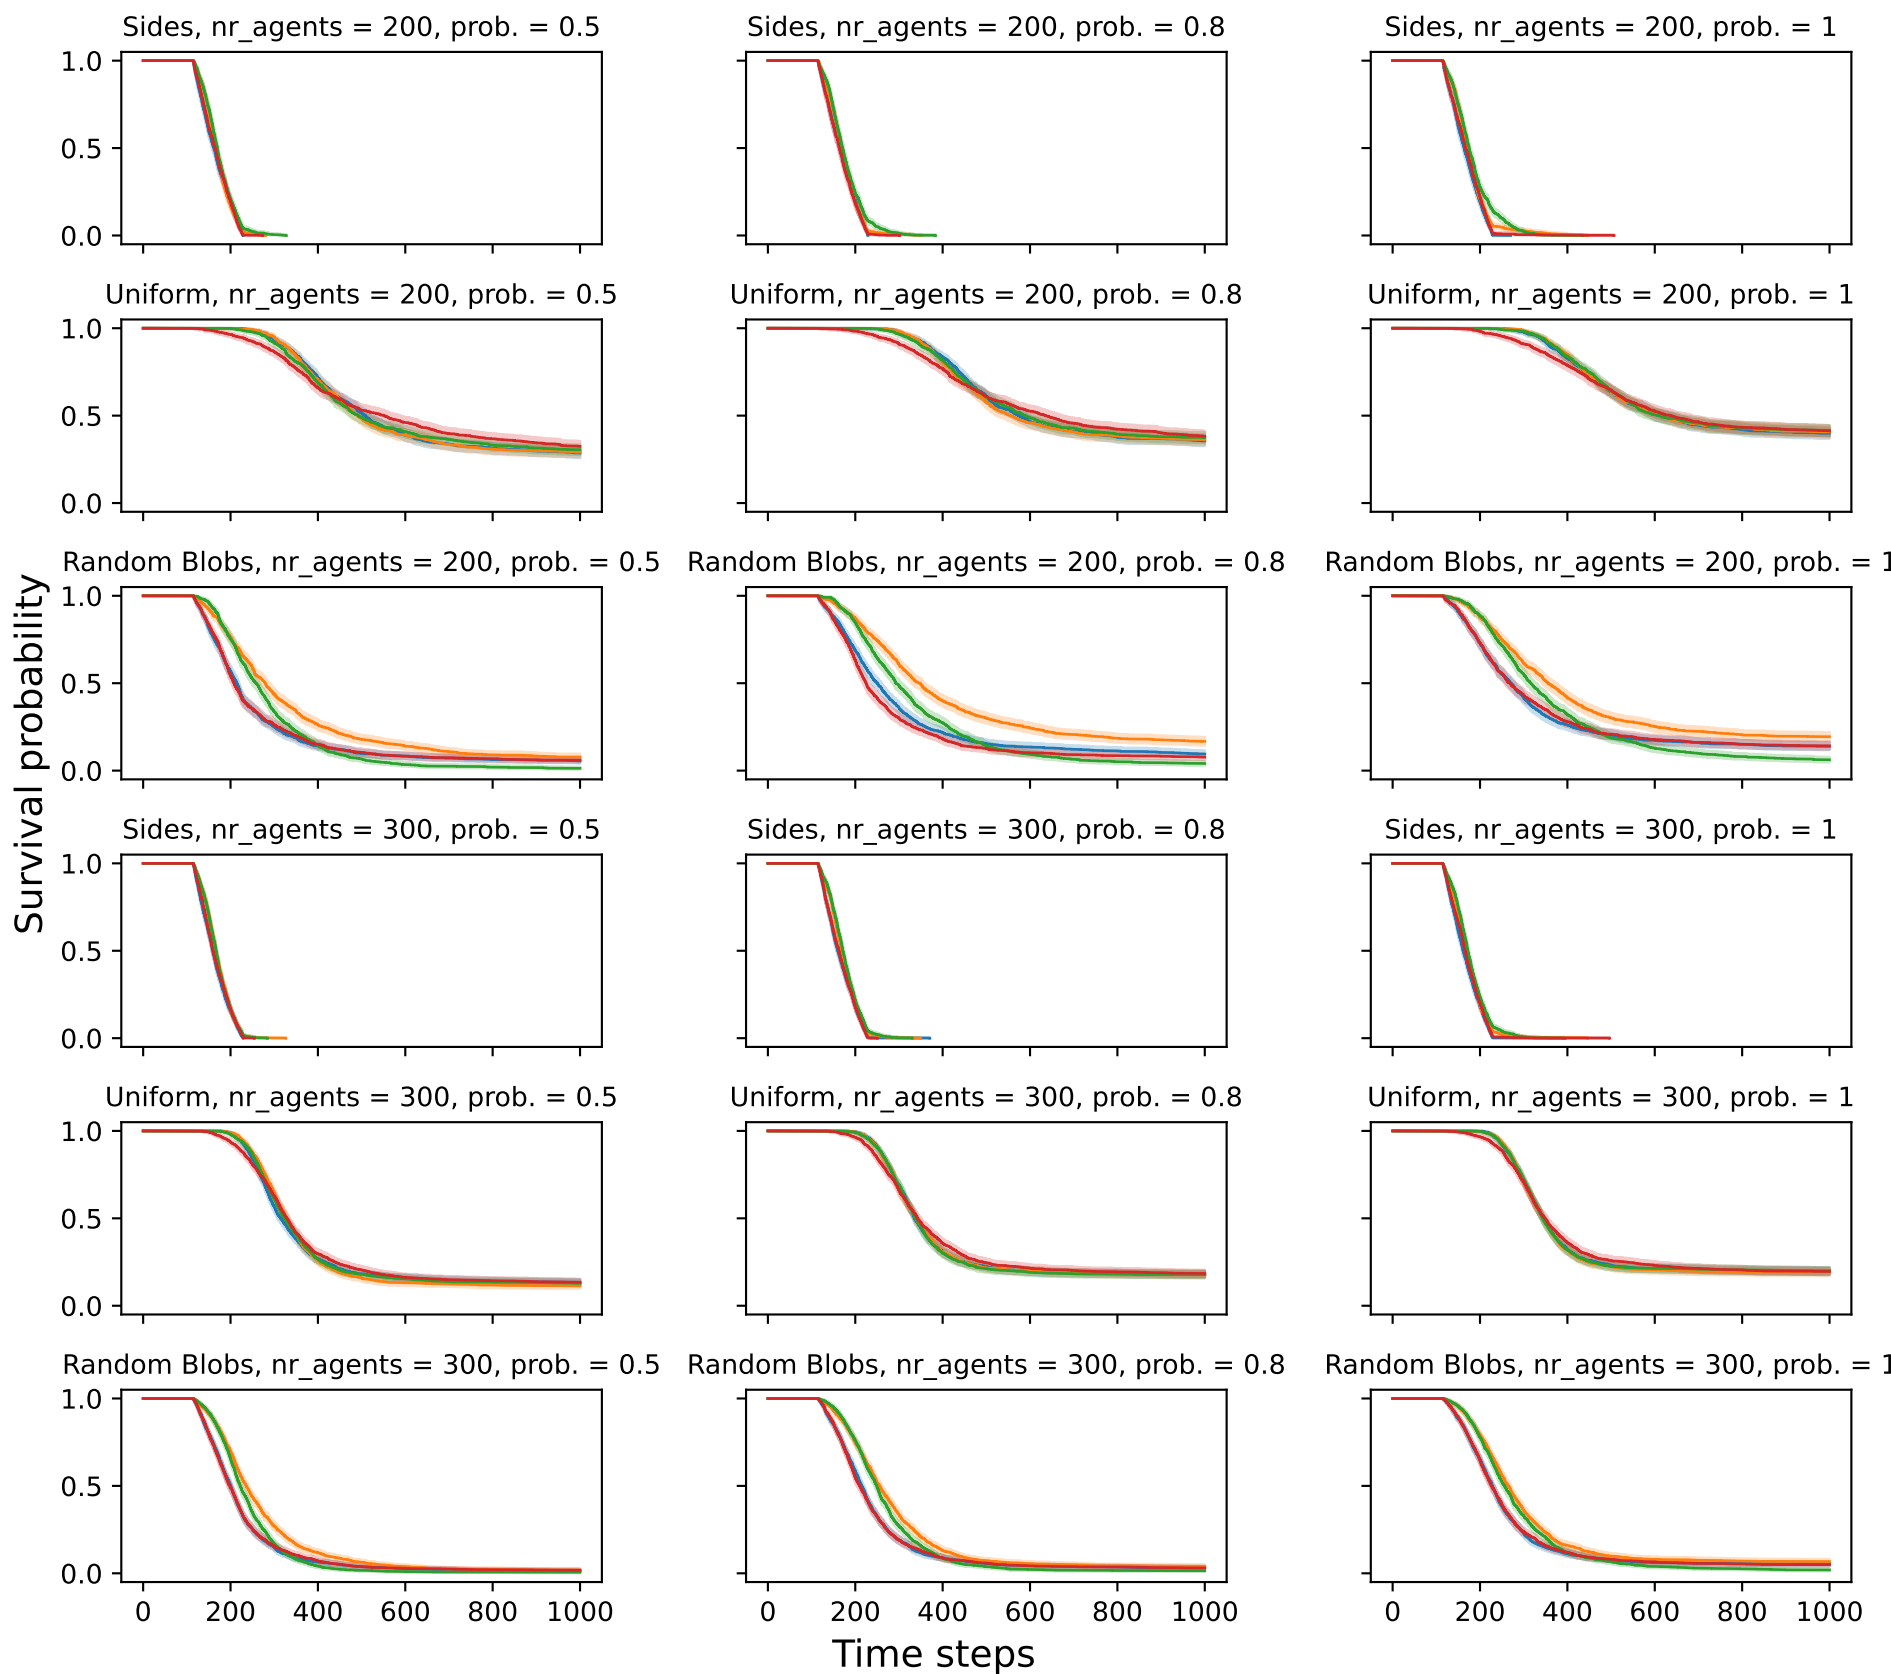 Sides, nr_agents = 200, prob. = 0.5
Sides, nr_agents = 200, prob. = 0.8
Sides, nr_agents = 200, prob. = 1
1.0
0.5
0.0
Uniform, nr_agents = 200, prob. = 0.5
Uniform, nr_agents = 200, prob. = 0.8
Uniform, nr_agents = 200, prob. = 1
1.0
0.5
0.0
Random Blobs, nr_agents = 200, prob. = 0.5
Random Blobs, nr_agents = 200, prob. = 0.8
Random Blobs, nr_agents = 200, prob. = 1
1.0
0.5
0.0
Survival probability
Sides, nr_agents = 300, prob. = 0.5
Sides, nr_agents = 300, prob. = 0.8
Sides, nr_agents = 300, prob. = 1
1.0
0.5
0.0
Uniform, nr_agents = 300, prob. = 0.5
Uniform, nr_agents = 300, prob. = 0.8
Uniform, nr_agents = 300, prob. = 1
1.0
0.5
0.0
Random Blobs, nr_agents = 300, prob. = 0.5
Random Blobs, nr_agents = 300, prob. = 0.8
Random Blobs, nr_agents = 300, prob. = 1
1.0
0.5
0.0
0 200 400 600 800 1000
0 200 400 600 800 1000
0 200 400 600 800 1000
Time steps